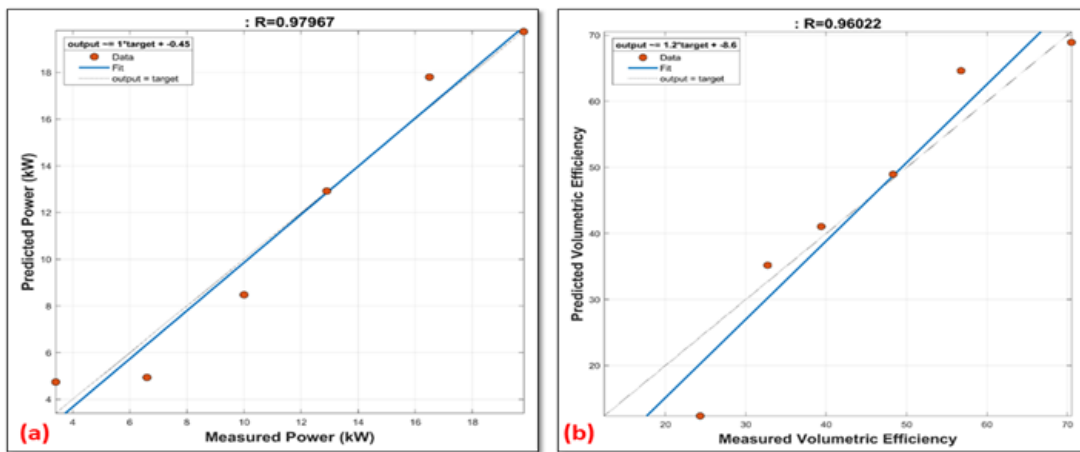 : R=0.97967
output ~= 1*target + -0.45
Data
Fit
output = target
18
16
14
12
10
8
6
4
4
6
8
10
12
14
16
18
Predicted Power (kW)
Measured Power (kW)
(a)
: R=0.96022
output ~= 1.2*target + -8.6
Data
Fit
output = target
70
60
50
40
30
20
20
30
40
50
60
70
Predicted Volumetric Efficiency
Measured Volumetric Efficiency
(b)